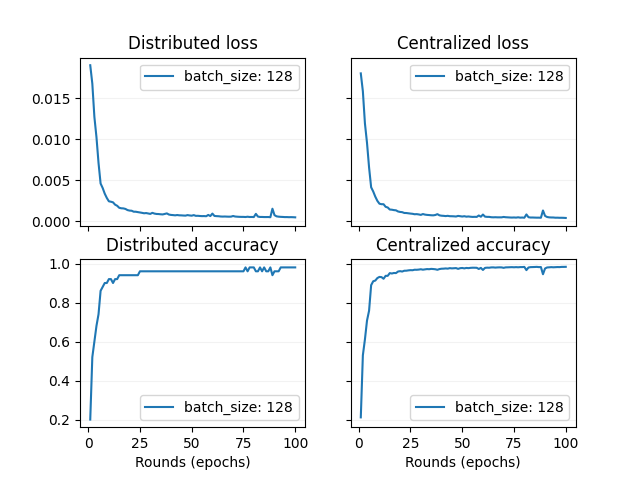 Distributed loss
Centralized loss
batch_size: 128
batch_size: 128
0.015
0.010
0.005
0.000
Distributed accuracy
Centralized accuracy
1.0
0.8
0.6
0.4
0.2
batch_size: 128
batch_size: 128
0 25 50 75 100
0 25 50 75 100
Rounds (epochs)
Rounds (epochs)